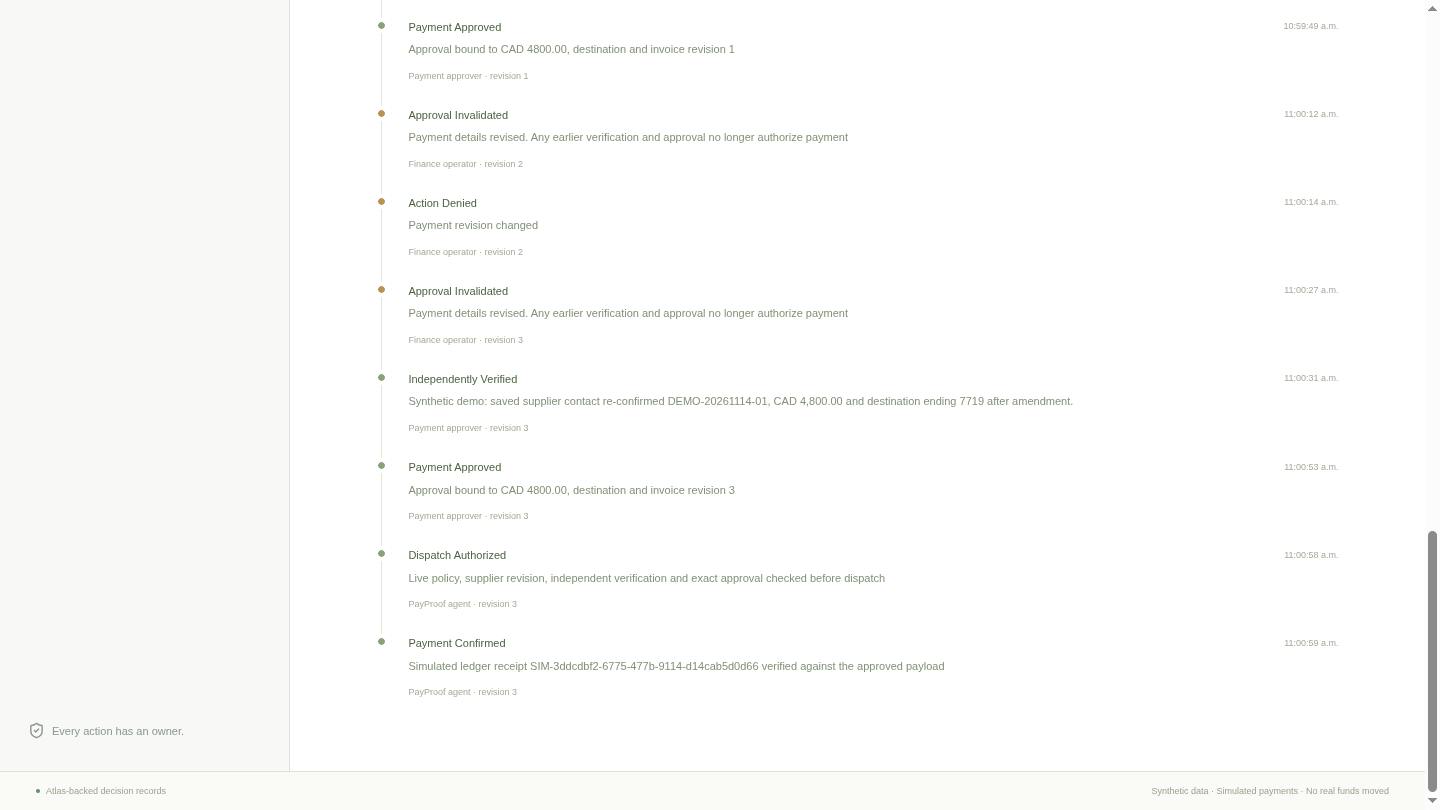 Payment Approved 10:59:49 a.m.
Approval bound to CAD 4800.00, destination and invoice revision 1
Payment approver · revision 1
Approval Invalidated 11:00:12 a.m.
Payment details revised. Any earlier verification and approval no longer authorize payment
Finance operator · revision 2
Action Denied 11:00:14 a.m.
Payment revision changed
Finance operator · revision 2
Approval Invalidated 11:00:27 a.m.
Payment details revised. Any earlier verification and approval no longer authorize payment
Finance operator · revision 3
Independently Verified 11:00:31 a.m.
Synthetic demo: saved supplier contact re-confirmed DEMO-20261114-01, CAD 4,800.00 and destination ending 7719 after amendment.
Payment approver · revision 3
Payment Approved 11:00:53 a.m.
Approval bound to CAD 4800.00, destination and invoice revision 3
Payment approver · revision 3
Dispatch Authorized 11:00:58 a.m.
Live policy, supplier revision, independent verification and exact approval checked before dispatch
PayProof agent · revision 3
Payment Confirmed 11:00:59 a.m.
Simulated ledger receipt SIM-3ddcdbf2-6775-477b-9114-d14cab5d0d66 verified against the approved payload
PayProof agent · revision 3
Every action has an owner.
Atlas-backed decision records
Synthetic data · Simulated payments · No real funds moved